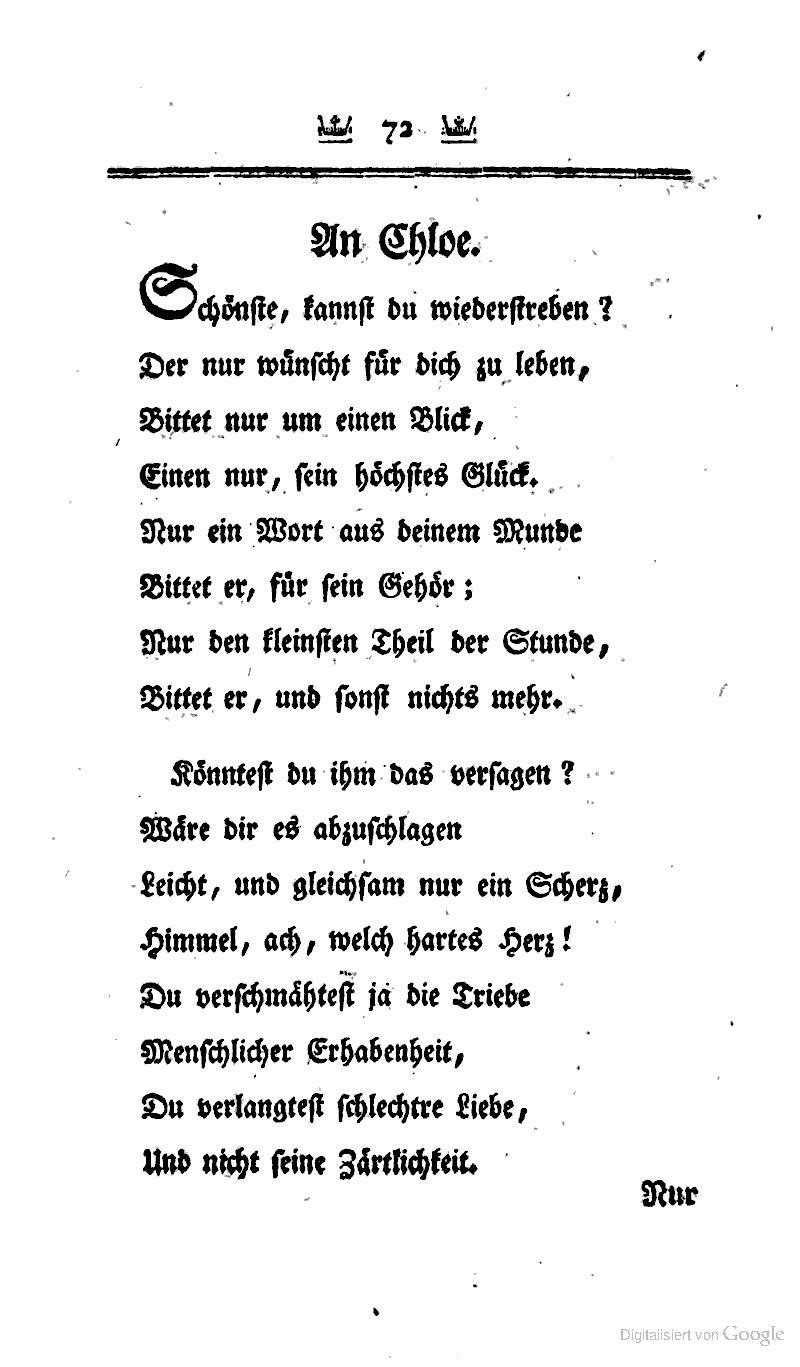 72
An Chloe.
Schönſte, kannſt du wiederſtreben?
Der nur wünſcht für dich zu leben,
Bittet nur um einen Blick,
Einen nur, ſein höchſtes Glück.
Nur ein Wort aus deinem Munde
Bittet er, für ſein Gehör;
Nur den kleinſten Theil der Stunde,
Bittet er, und ſonſt nichts mehr.
Könnteſt du ihm das verſagen?
Wäre dir es abzuſchlagen
Leicht, und gleichſam nur ein Scherz,
Himmel, ach, welch hartes Herz!
Du verſchmähteſt ja die Triebe
Menſchlicher Erhabenheit,
Du verlangteſt ſchlechtre Liebe,
Und nicht ſeine Zärtlichkeit.
Nur
Digitalisiert von Google